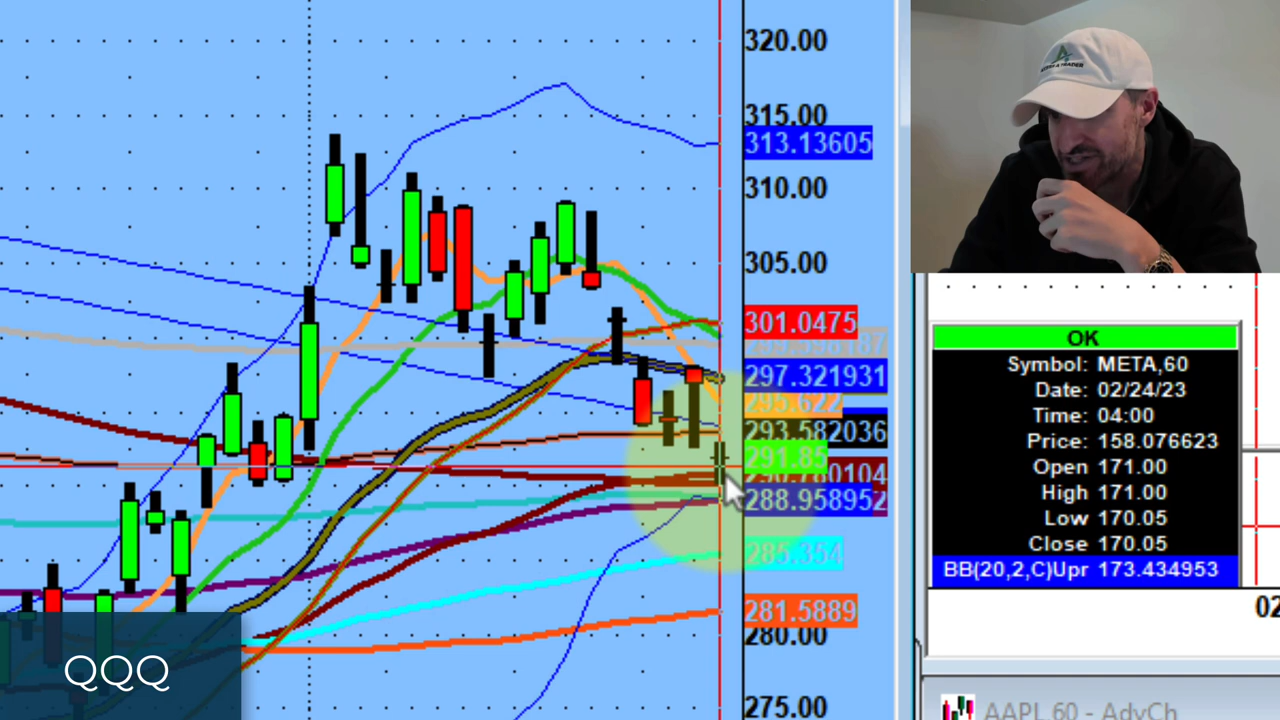 320.00
315.00
313.13605
310.00
305.00
301.0475
297.321931
295.622
293.582036
291.85
288.95895
285.354
281.5889
280.00
275.00
QQQ
OK
Symbol: META,60
Date: 02/24/23
Time: 04:00
Price: 158.076623
Open 171.00
High 171.00
Low 170.05
Close 170.05
BB(20,2,C)Upr 173.434953
02
AAPL,60 - AdvCh